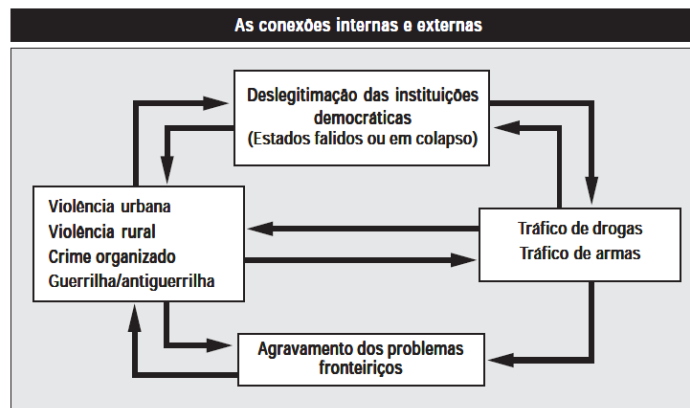 As conexões internas e externas
Deslegitimação das instituições
democráticas
(Estados falidos ou em colapso)
Violência urbana
Violência rural
Crime organizado
Guerrilha/antiguerrilha
Tráfico de drogas
Tráfico de armas
Agravamento dos problemas
fronteiriços